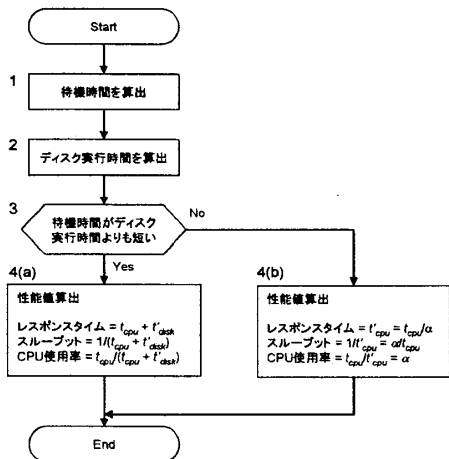 Start
1
待機時間を算出
2
ディスク実行時間を算出
3
待機時間がディスク
実行時間よりも短い
No
Yes
4(a)
性能値算出
レスポンスタイム = t_cpu + t'_disk
スループット = 1/(t_cpu + t'_disk)
CPU使用率 = t_cpu/(t_cpu + t'_disk)
4(b)
性能値算出
レスポンスタイム = t'_cpu = t_cpu/α
スループット = 1/t'_cpu = α/t_cpu
CPU使用率 = t_cpu/t'_cpu = α
End